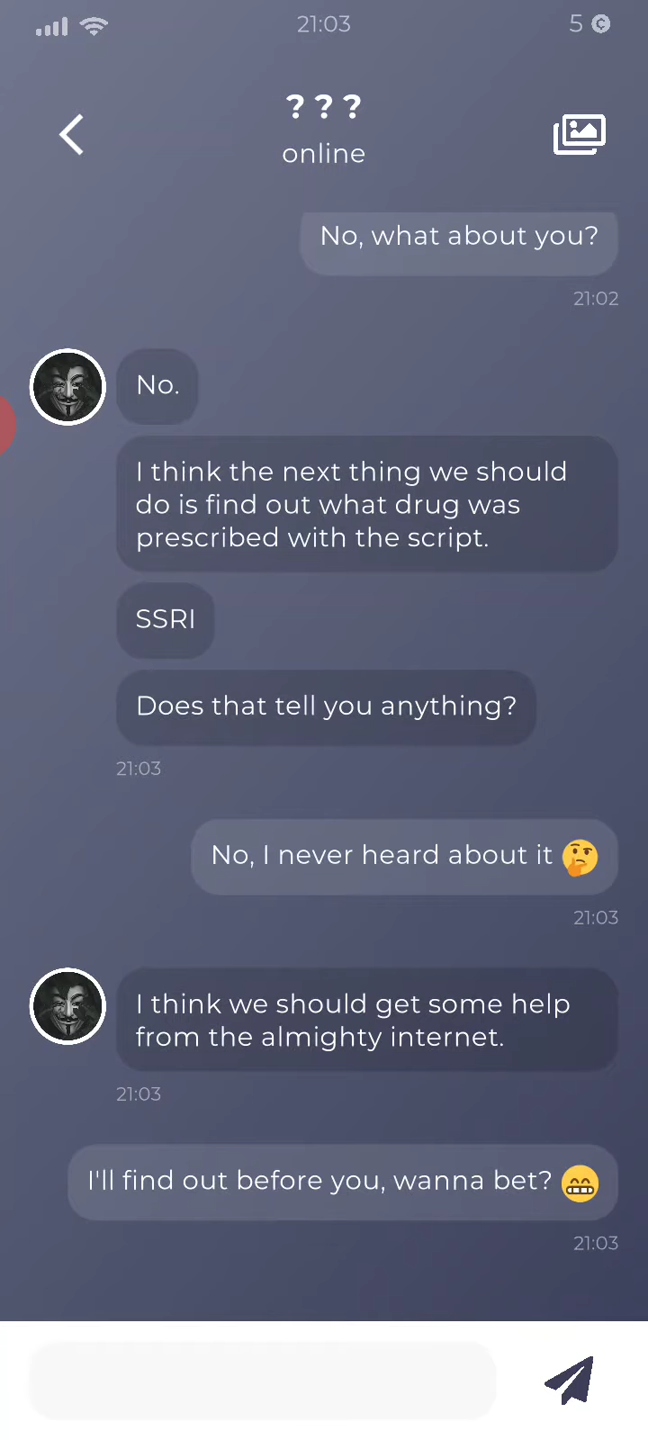 21:03
5
? ? ?
online
No, what about you?
21:02
No.
I think the next thing we should
do is find out what drug was
prescribed with the script.
SSRI
Does that tell you anything?
21:03
No, I never heard about it 🤔
21:03
I think we should get some help
from the almighty internet.
21:03
I'll find out before you, wanna bet? 😁
21:03